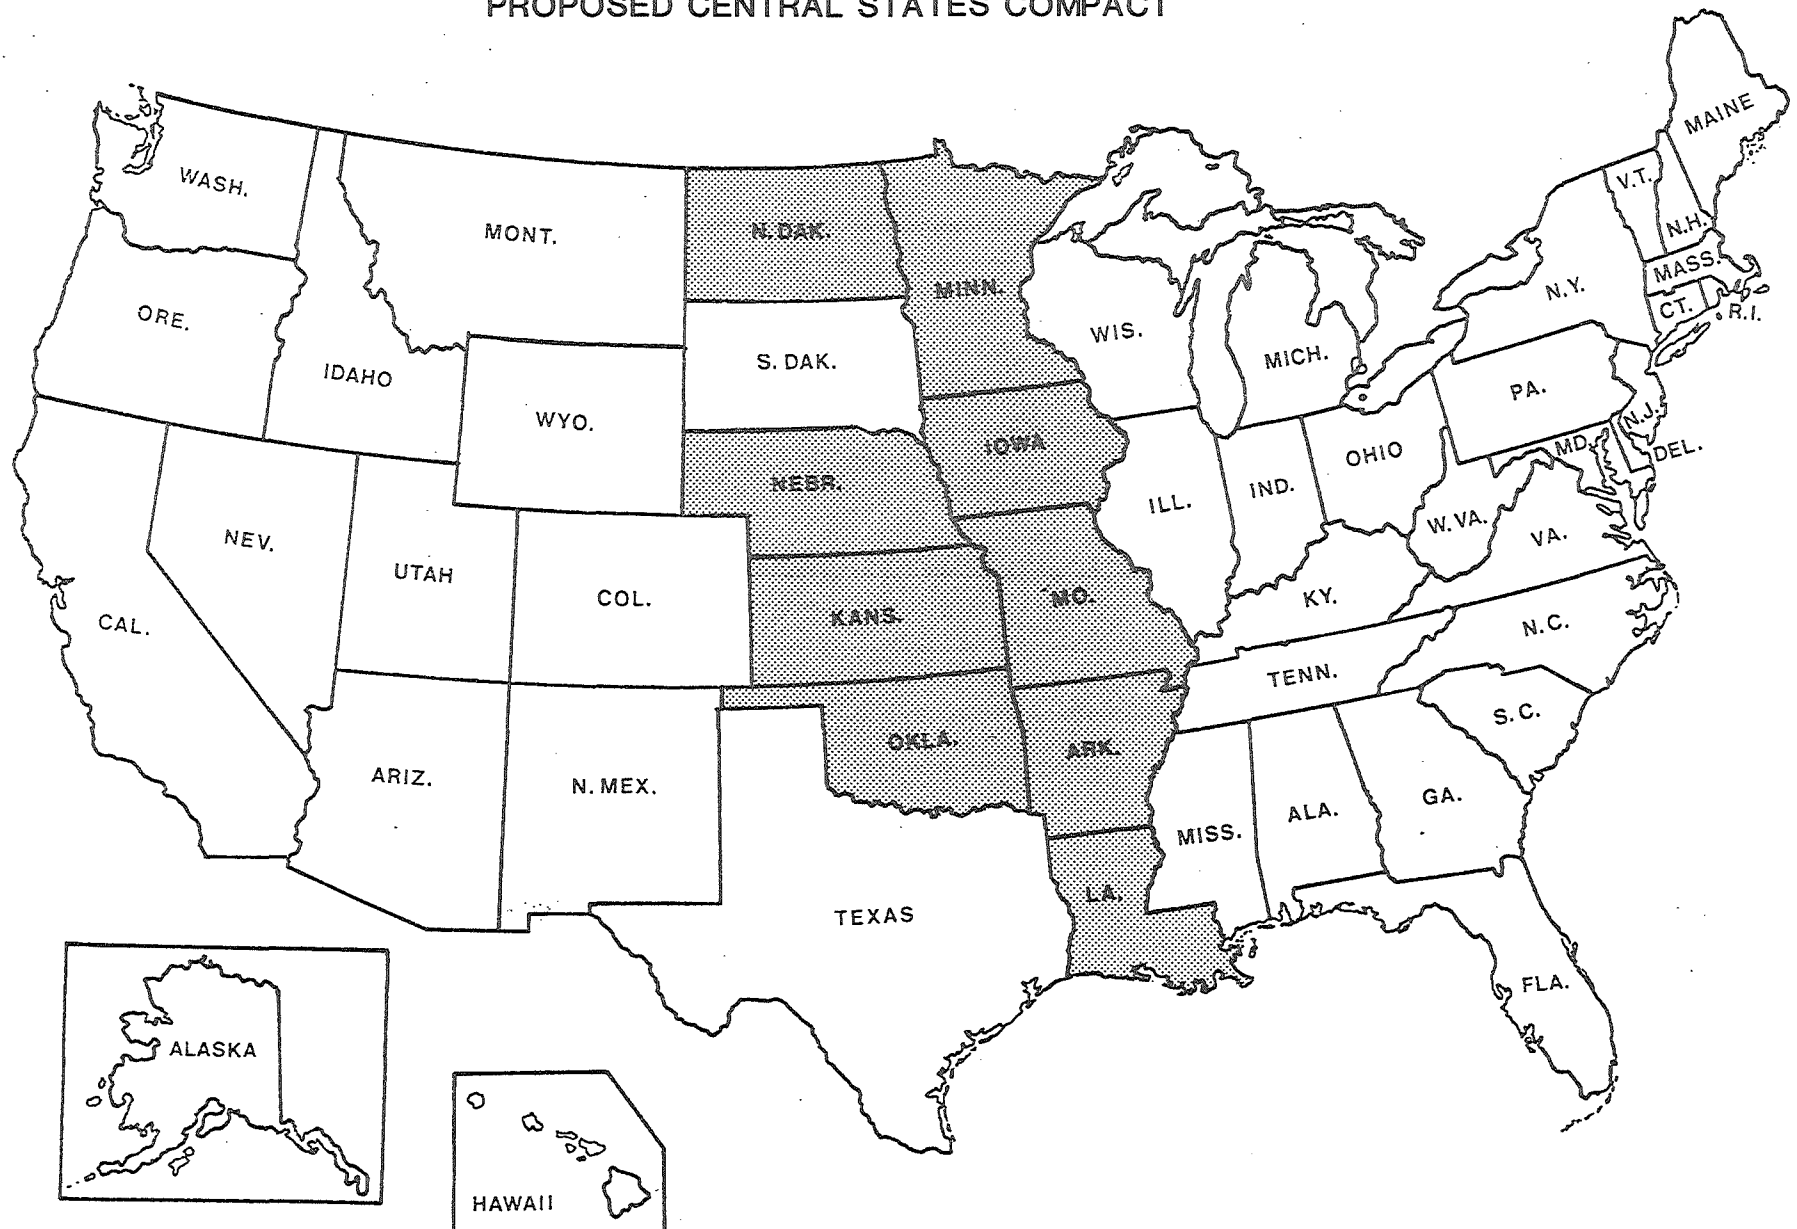 PROPOSED CENTRAL STATES COMPACT
MAINE
WASH.
V.T.
MONT.
N. DAK.
N.H.
MASS.
MINN.
N.Y.
CT.
R.I.
ORE.
WIS.
MICH.
S. DAK.
IDAHO
PA.
WYO.
N.J.
IOWA
OHIO
MD.
DEL.
NEBR.
IND.
ILL.
W. VA.
VA.
NEV.
UTAH
COL.
MO.
KY.
KANS.
CAL.
N.C.
TENN.
S.C.
OKLA.
ARK.
ARIZ.
N. MEX.
GA.
ALA.
MISS.
LA.
TEXAS
FLA.
ALASKA
HAWAII